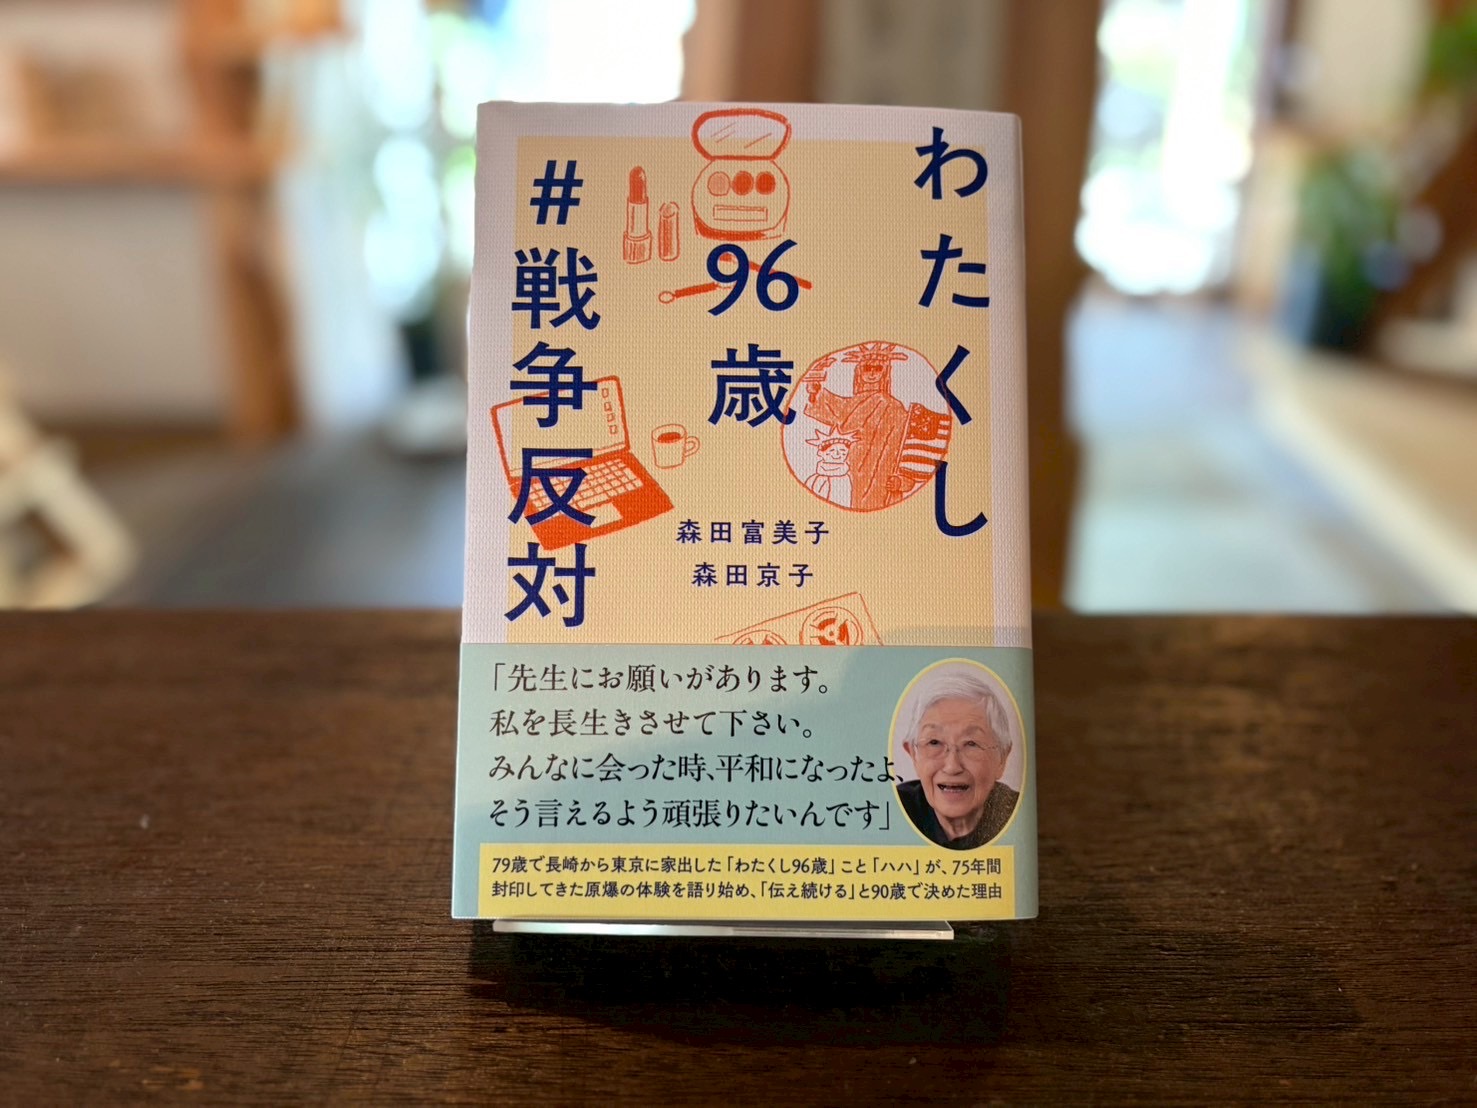 わたくし
96歳
#戦争反対
森田富美子
森田京子
「先生にお願いがあります。
私を長生きさせて下さい。
みんなに会った時、平和になったよ、
そう言えるよう頑張りたいんです」
79歳で長崎から東京に家出した「わたくし96歳」こと「ハハ」が、75年間
封印してきた原爆の体験を語り始め、「伝え続ける」と90歳で決めた理由